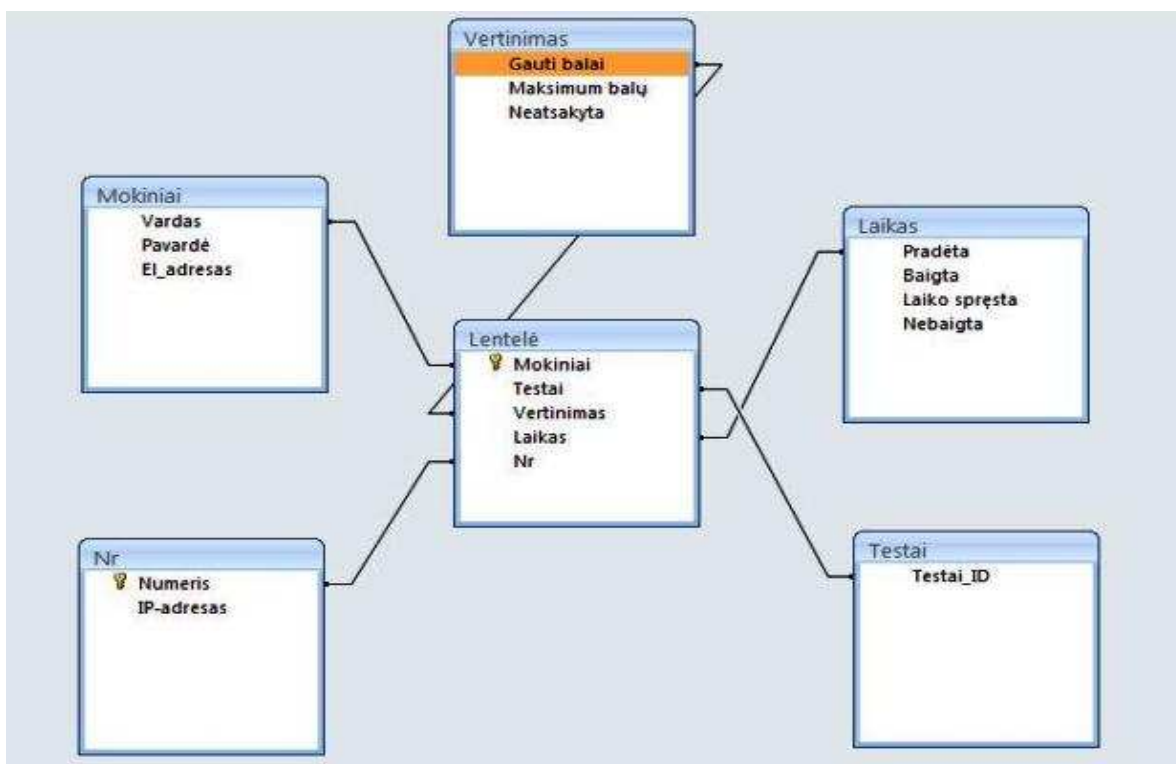 Vertinimas
Gauti balai
Maksimum balų
Neatsakyta
Mokiniai
Vardas
Pavardė
El_adresas
Laikas
Pradėta
Baigta
Laiko spręsta
Nebaigta
Lentelė
Mokiniai
Testai
Vertinimas
Laikas
Nr
Nr
Numeris
IP-adresas
Testai
Testai_ID